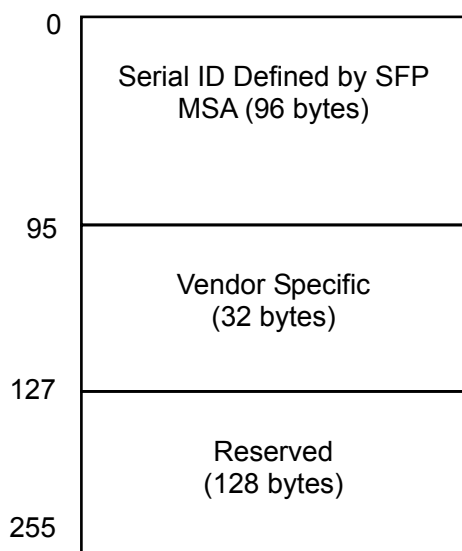 0
Serial ID Defined by SFP
MSA (96 bytes)
95
Vendor Specific
(32 bytes)
127
Reserved
(128 bytes)
255